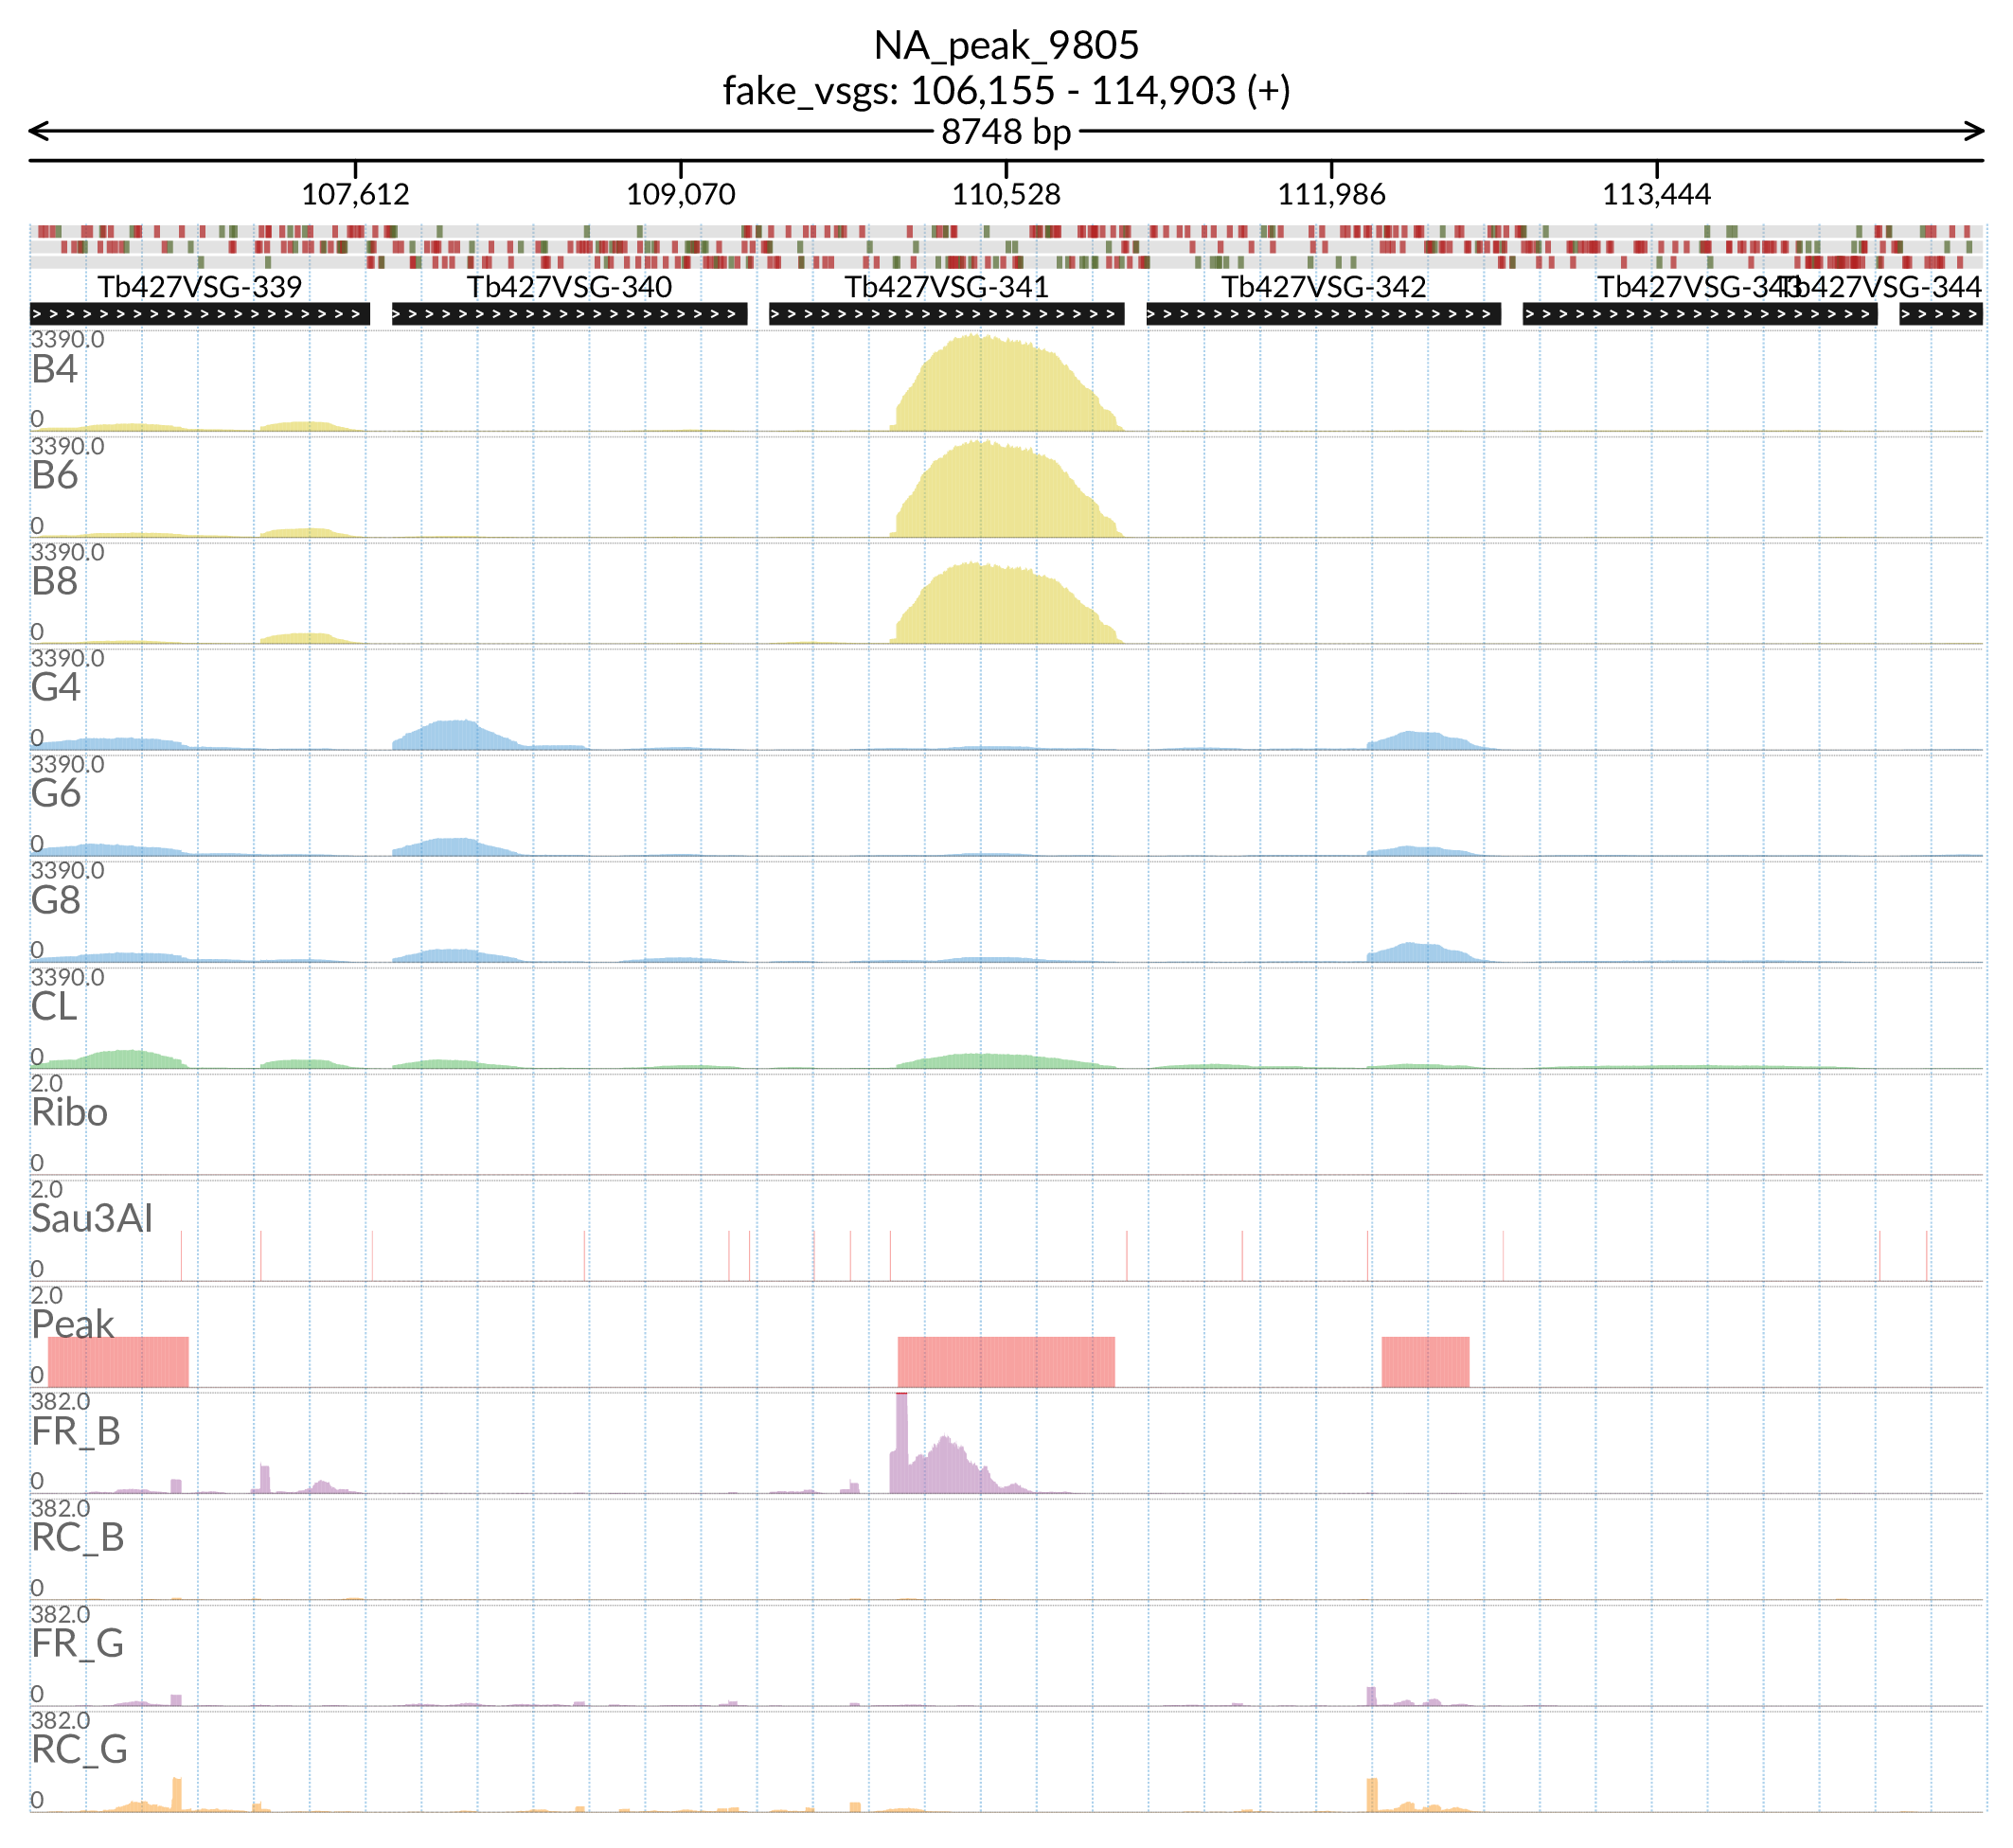 NA_peak_9805
fake_vsgs: 106,155 - 114,903 (+)
8748 bp
107,612 109,070 110,528 111,986 113,444
Tb427VSG-339 Tb427VSG-340 Tb427VSG-341 Tb427VSG-342 Tb427VSG-343 Tb427VSG-344
3390.0
B4
0
3390.0
B6
0
3390.0
B8
0
3390.0
G4
0
3390.0
G6
0
3390.0
G8
0
3390.0
CL
0
2.0
Ribo
0
2.0
Sau3AI
0
2.0
Peak
0
382.0
FR_B
0
382.0
RC_B
0
382.0
FR_G
0
382.0
RC_G
0